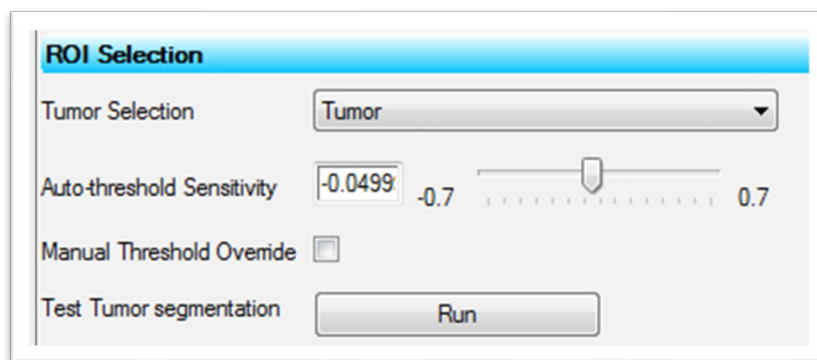 ROI Selection
Tumor Selection Tumor
Auto-threshold Sensitivity -0.0499 -0.7 0.7
Manual Threshold Override
Test Tumor segmentation Run